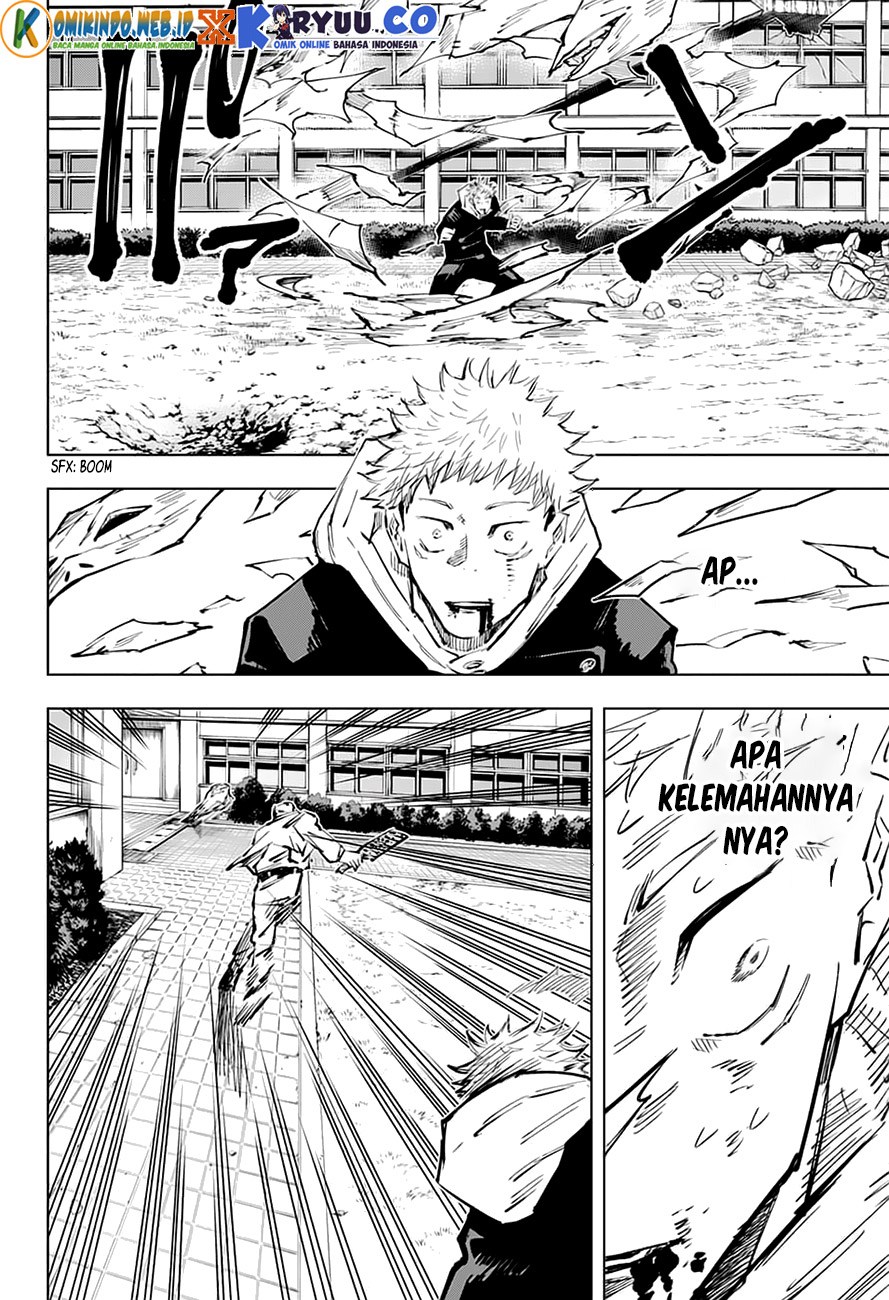 KOMIKINDO.WEB.ID X KIRYUU.CO
BACA MANGA ONLINE BAHASA INDONESIA
KOMIK ONLINE BAHASA INDONESIA
SFX: BOOM
AP...
APA
KELEMAHANNYA
NYA?